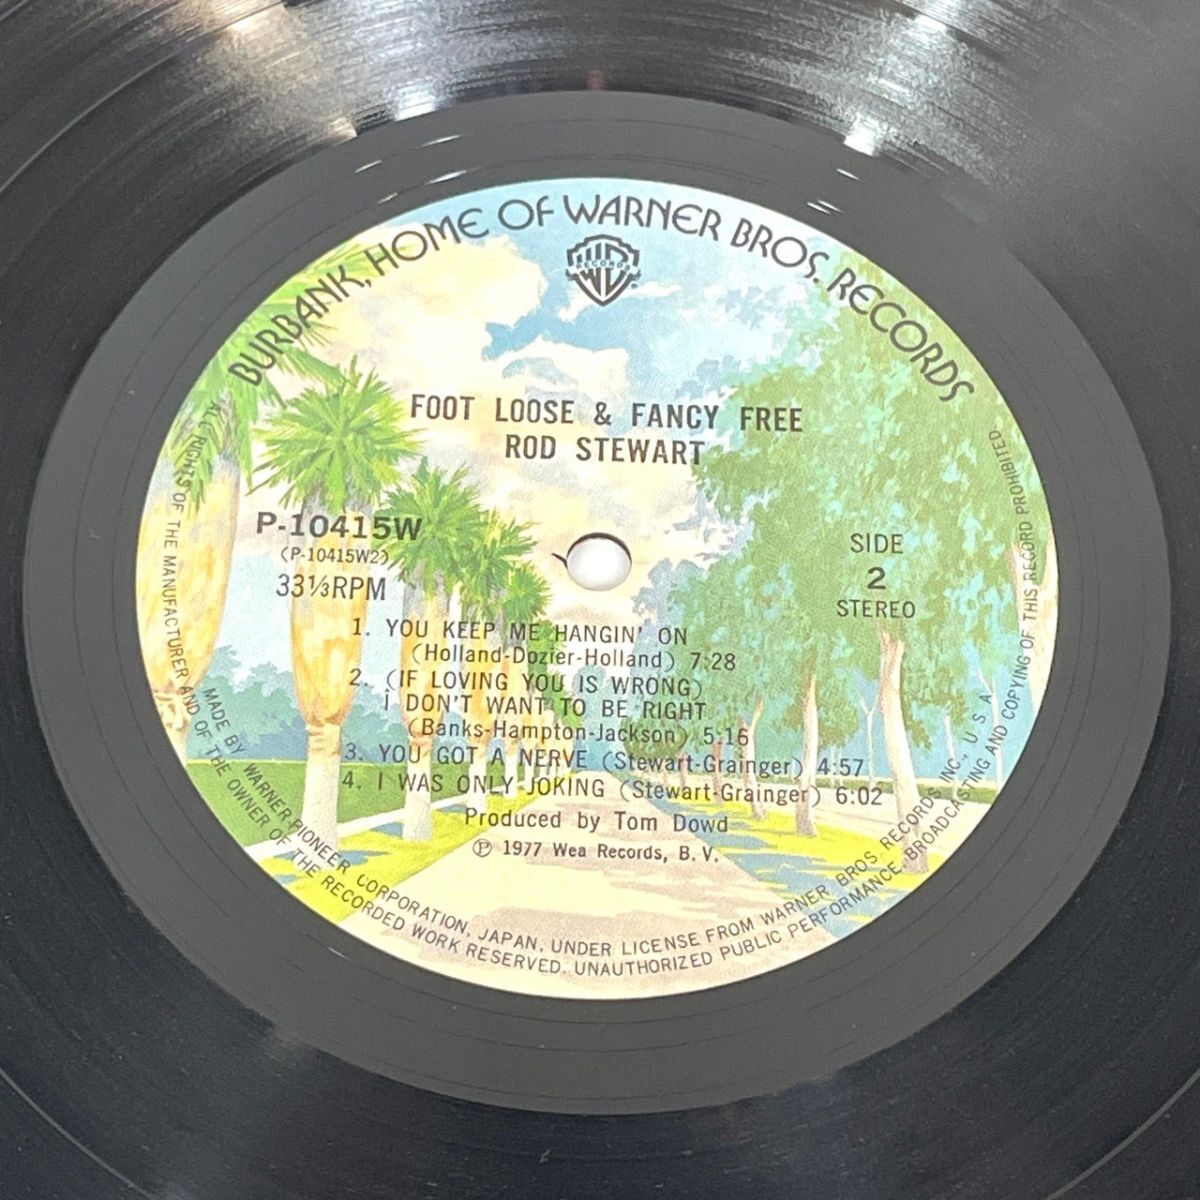 BURBANK, HOME OF WARNER BROS. RECORDS
RECORDS
FOOT LOOSE & FANCY FREE
ROD STEWART
P-10415W
(P-10415W2)
33⅓RPM
SIDE
2
STEREO
1. YOU KEEP ME HANGIN' ON
(Holland-Dozier-Holland) 7:28
2. (IF LOVING YOU IS WRONG)
I DON'T WANT TO BE RIGHT
(Banks-Hampton-Jackson) 5:16
3. YOU GOT A NERVE (Stewart-Grainger) 4:57
4. I WAS ONLY JOKING (Stewart-Grainger) 6:02
Produced by Tom Dowd
℗ 1977 Wea Records, B. V.
MADE BY WARNER-PIONEER CORPORATION, JAPAN, UNDER LICENSE FROM WARNER BROS. RECORDS INC., U S A
ALL RIGHTS OF THE MANUFACTURER AND OF THE OWNER OF THE RECORDED WORK RESERVED. UNAUTHORIZED PUBLIC PERFORMANCE, BROADCASTING AND COPYING OF THIS RECORD PROHIBITED